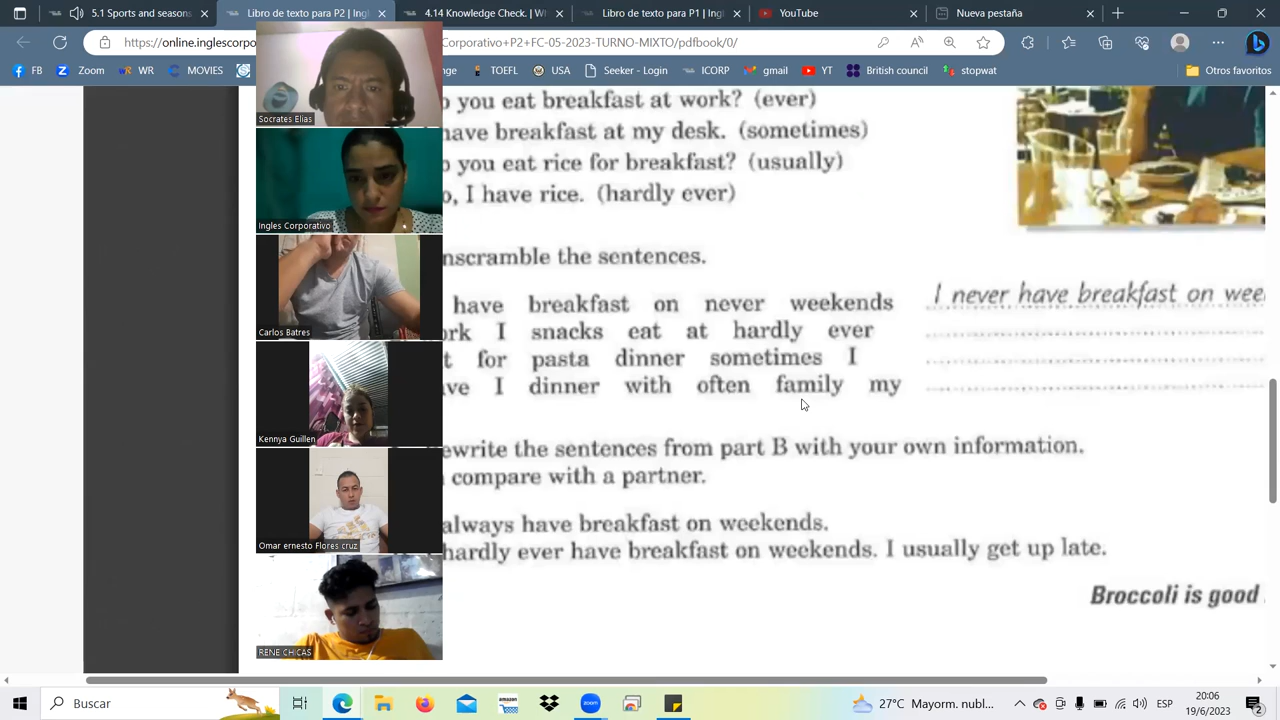 5.1 Sports and seasons
Libro de texto para P2 | Ingl
4.14 Knowledge Check. | W
Libro de texto para P1 | Ingl
YouTube
Nueva pestaña
https://online.inglescorpo
Corporativo+P2+FC-05-2023-TURNO-MIXTO/pdfbook/0/
FB
Zoom
WR
MOVIES
nge
TOEFL
USA
Seeker - Login
ICORP
gmail
YT
British council
stopwat
Otros favoritos
Socrates Elias
Ingles Corporativo
Carlos Batres
Kennya Guillen
Omar ernesto Flores cruz
RENE CHICAS
o you eat breakfast at work? (ever)
have breakfast at my desk. (sometimes)
o you eat rice for breakfast? (usually)
o, I have rice. (hardly ever)
nscramble the sentences.
have breakfast on never weekends
I never have breakfast on wee
ork I snacks eat at hardly ever
t for pasta dinner sometimes I
ve I dinner with often family my
ewrite the sentences from part B with your own information.
compare with a partner.
always have breakfast on weekends.
hardly ever have breakfast on weekends. I usually get up late.
Broccoli is good
Buscar
amazon
zoom
27°C Mayorm. nubl...
ESP
20:06
19/6/2023
2